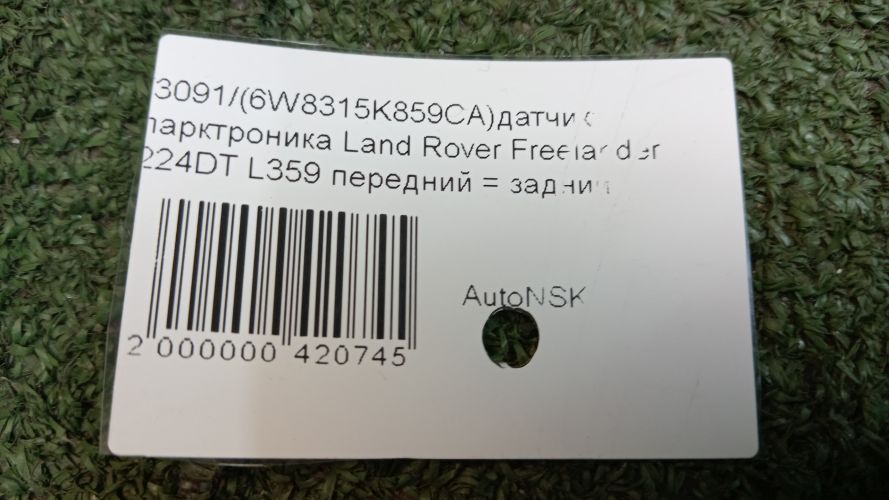 3091/(6W8315K859CA)датчик
парктроника Land Rover Freelander
224DT L359 передний = задний
AutoNSK
2 000000 420745